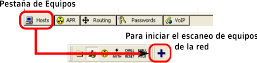 Pestaña de Equipos
Hosts APR Routing Passwords VoIP
Para iniciar el escaneo de equipos
de la red